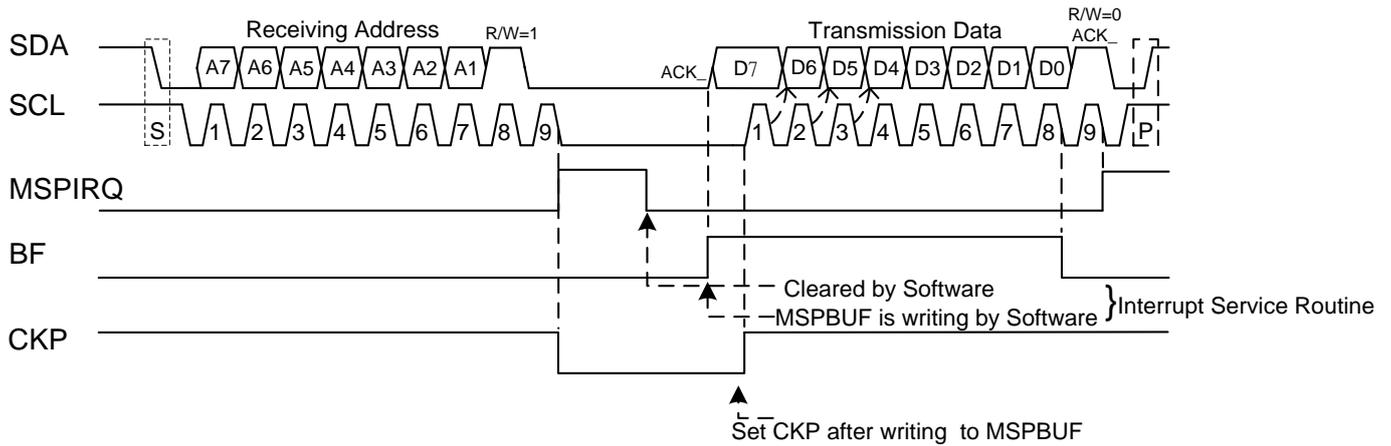 R/W=0
Receiving Address
Transmission Data
SDA
R/W=1
ACK_
A7 A6 A5 A4 A3 A2 A1
ACK_
D7 D6 D5 D4 D3 D2 D1 D0
SCL
S 1 2 3 4 5 6 7 8 9 1 2 3 4 5 6 7 8 9 P
MSPIRQ
BF
Cleared by Software
MSPBUF is writing by Software
} Interrupt Service Routine
CKP
Set CKP after writing to MSPBUF